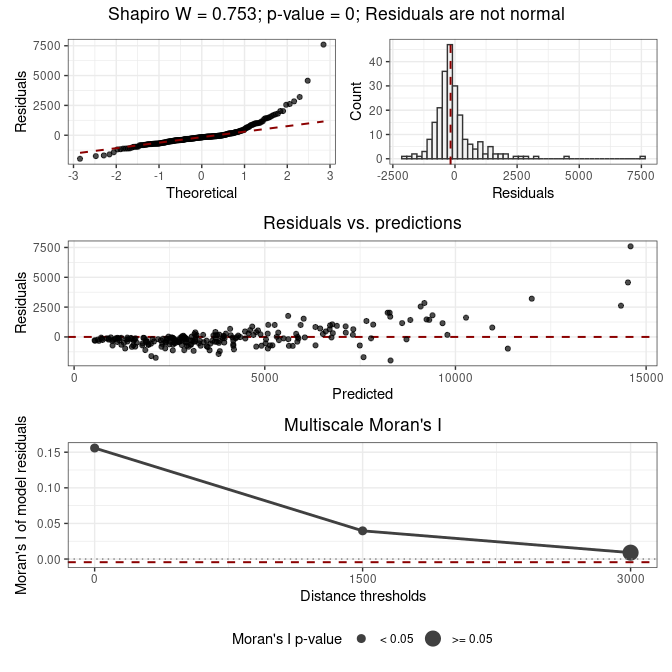 Shapiro W = 0.753; p-value = 0; Residuals are not normal
Residuals
7500
5000
2500
0
-3 -2 -1 0 1 2 3
Theoretical
Count
40
30
20
10
0
-2500 0 2500 5000 7500
Residuals
Residuals vs. predictions
Residuals
7500
5000
2500
0
0 5000 10000 15000
Predicted
Multiscale Moran's I
Moran's I of model residuals
0.15
0.10
0.05
0.00
0 1500 3000
Distance thresholds
Moran's I p-value < 0.05 >= 0.05